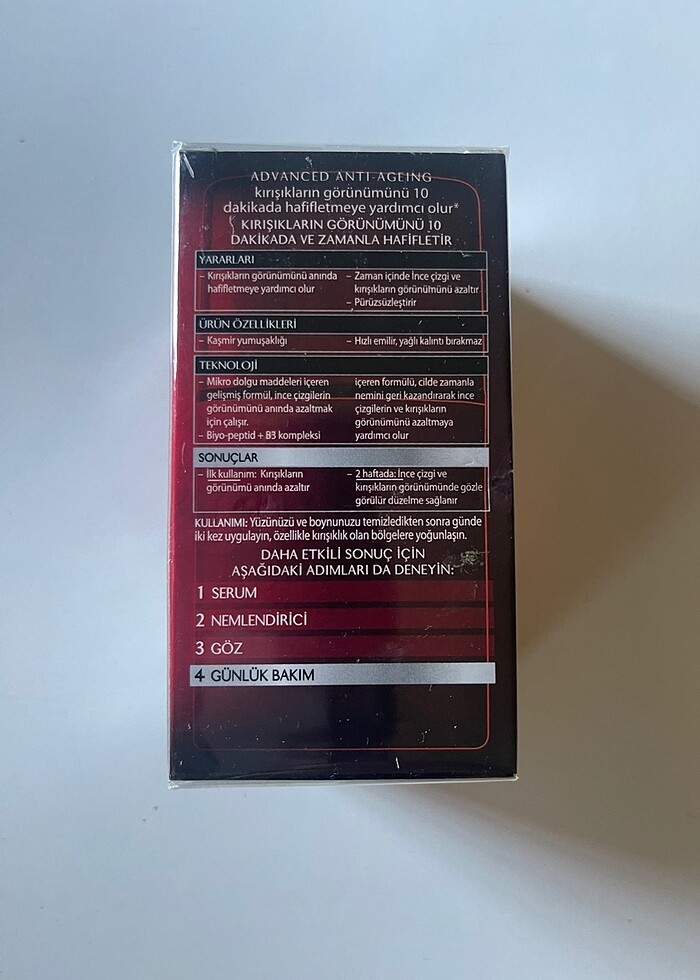 ADVANCED ANTI-AGEING
kırışıkların görünümünü 10
dakikada hafifletmeye yardımcı olur*
KIRIŞIKLARIN GÖRÜNÜMÜNÜ 10
DAKİKADA VE ZAMANLA HAFİFLETİR
YARARLARI
– Kırışıkların görünümünü anında
hafifletmeye yardımcı olur
– Zaman içinde İnce çizgi ve
kırışıkların görünümünü azaltır
– Pürüzsüzleştirir
ÜRÜN ÖZELLİKLERİ
– Kaşmir yumuşaklığı
– Hızlı emilir, yağlı kalıntı bırakmaz
TEKNOLOJİ
– Mikro dolgu maddeleri içeren
gelişmiş formül, ince çizgilerin
görünümünü anında azaltmak
için çalışır.
– Biyo-peptid + B3 kompleksi
içeren formülü, cilde zamanla
nemini geri kazandırarak ince
çizgilerin ve kırışıkların
görünümünü azaltmaya
yardımcı olur
SONUÇLAR
– İlk kullanım: Kırışıkların
görünümü anında azaltır
– 2 haftada: İnce çizgi ve
kırışıkların görünümünde gözle
görülür düzelme sağlanır
KULLANIMI: Yüzünüzü ve boynunuzu temizledikten sonra günde
iki kez uygulayın, özellikle kırışıklık olan bölgelere yoğunlaşın.
DAHA ETKİLİ SONUÇ İÇİN
AŞAĞIDAKİ ADIMLARI DA DENEYİN:
1 SERUM
2 NEMLENDİRİCİ
3 GÖZ
4 GÜNLÜK BAKIM